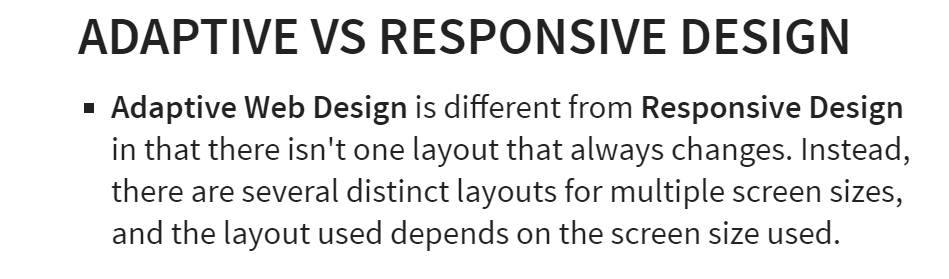 ADAPTIVE VS RESPONSIVE DESIGN
▪ Adaptive Web Design is different from Responsive Design
in that there isn't one layout that always changes. Instead,
there are several distinct layouts for multiple screen sizes,
and the layout used depends on the screen size used.